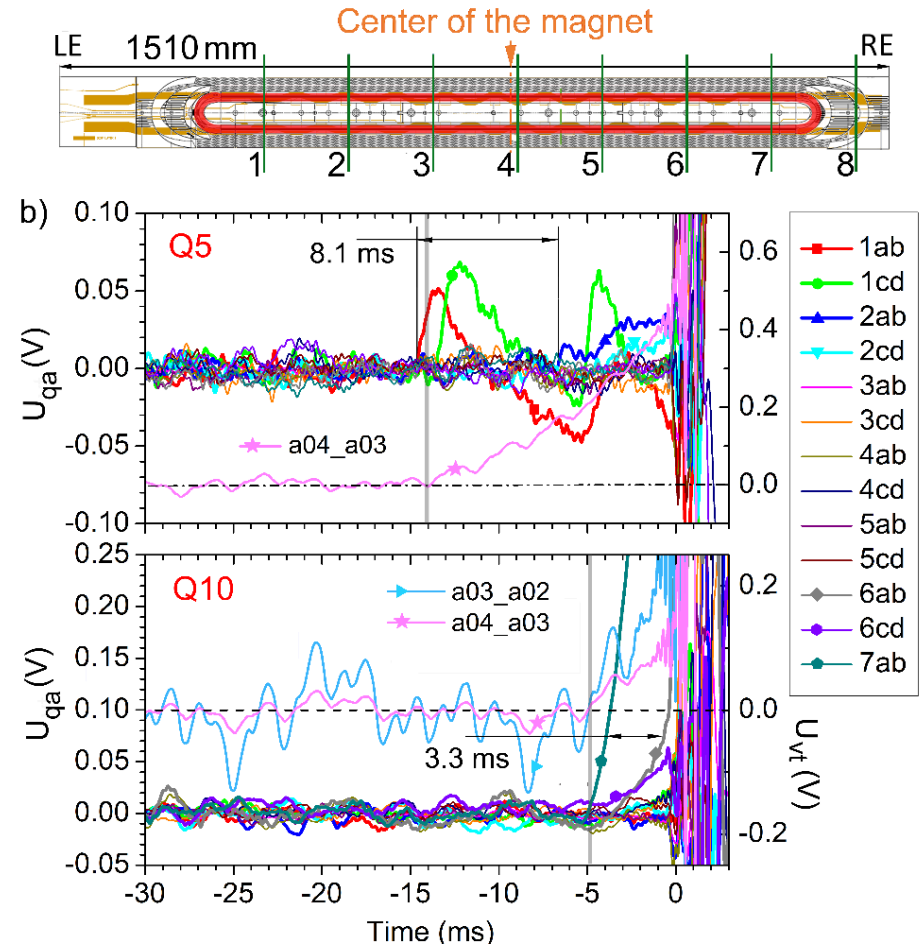 Center of the magnet
LE 1510 mm RE
1 2 3 4 5 6 7 8
b)
Q5
8.1 ms
a04_a03
U_qa (V)
0.10
0.05
0.00
-0.05
-0.10
0.6
0.4
0.2
0.0
1ab
1cd
2ab
2cd
3ab
3cd
4ab
4cd
5ab
5cd
6ab
6cd
7ab
Q10
a03_a02
a04_a03
3.3 ms
U_qa (V)
0.25
0.20
0.15
0.10
0.05
0.00
-0.05
0.2
0.0
-0.2
U_vt (V)
-30 -25 -20 -15 -10 -5 0
Time (ms)